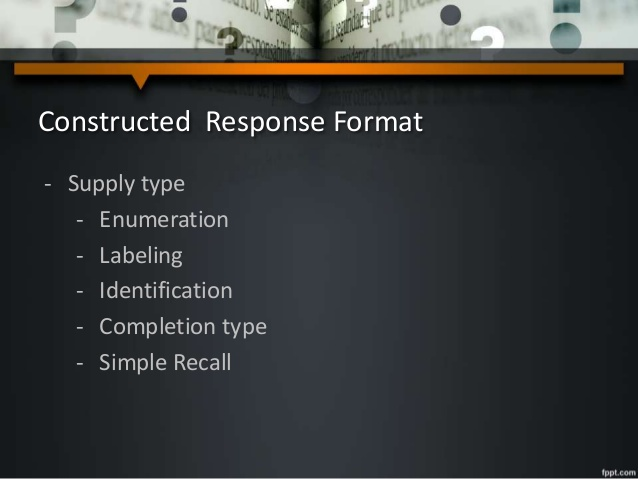 Constructed Response Format
- Supply type
- Enumeration
- Labeling
- Identification
- Completion type
- Simple Recall
fppt.com